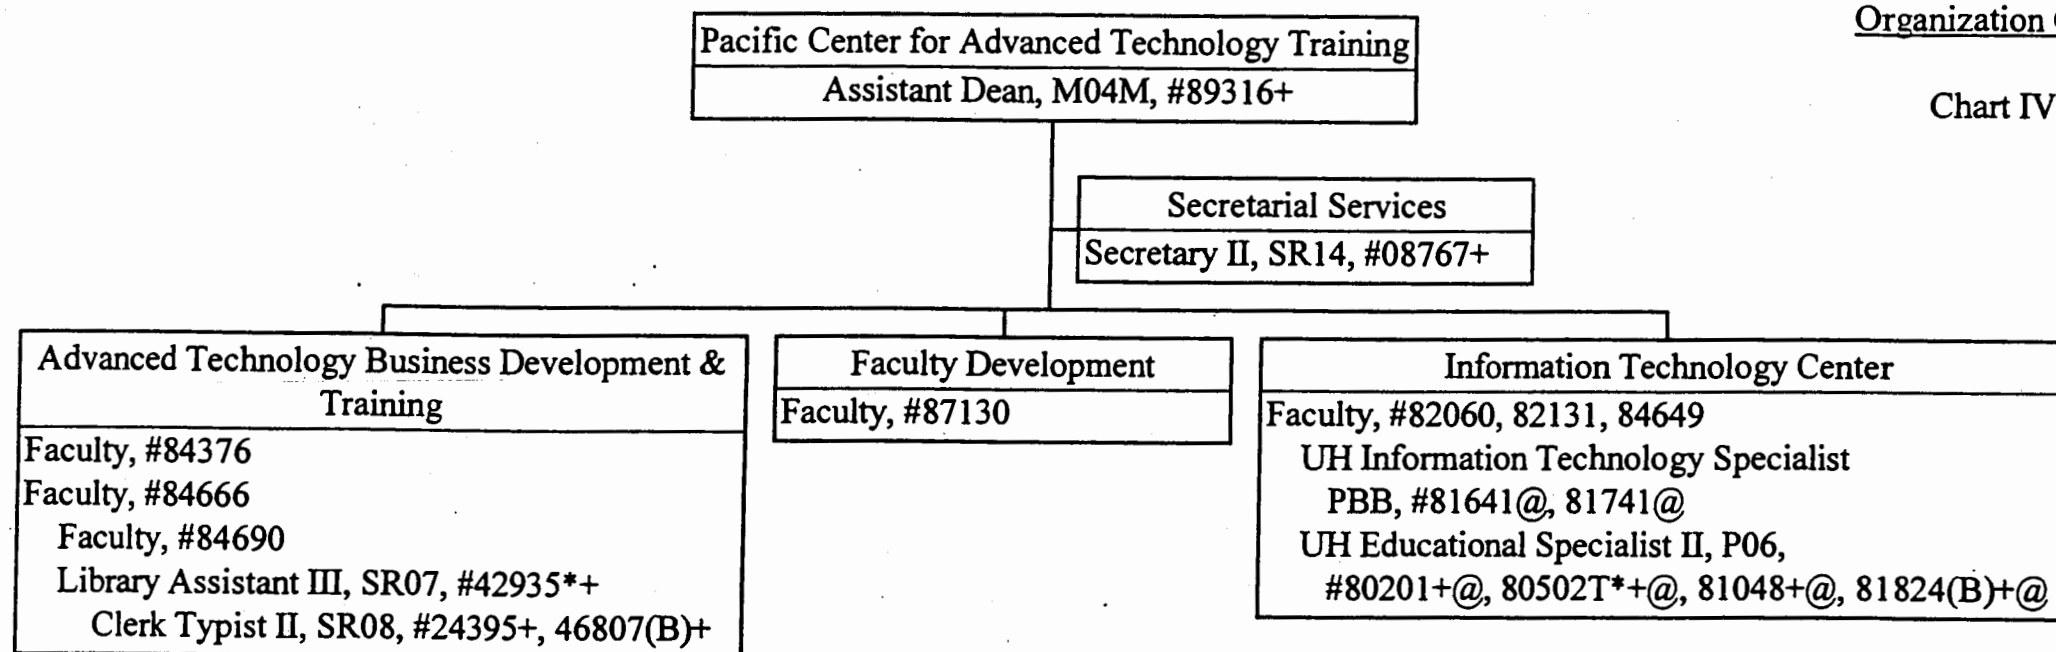 Organization
Chart IV
Pacific Center for Advanced Technology Training
Assistant Dean, M04M, #89316+
Secretarial Services
Secretary II, SR14, #08767+
Advanced Technology Business Development &
Training
Faculty, #84376
Faculty, #84666
Faculty, #84690
Library Assistant III, SR07, #42935*+
Clerk Typist II, SR08, #24395+, 46807(B)+
Faculty Development
Faculty, #87130
Information Technology Center
Faculty, #82060, 82131, 84649
UH Information Technology Specialist
PBB, #81641@, 81741@
UH Educational Specialist II, P06,
#80201+@, 80502T*+@, 81048+@, 81824(B)+@